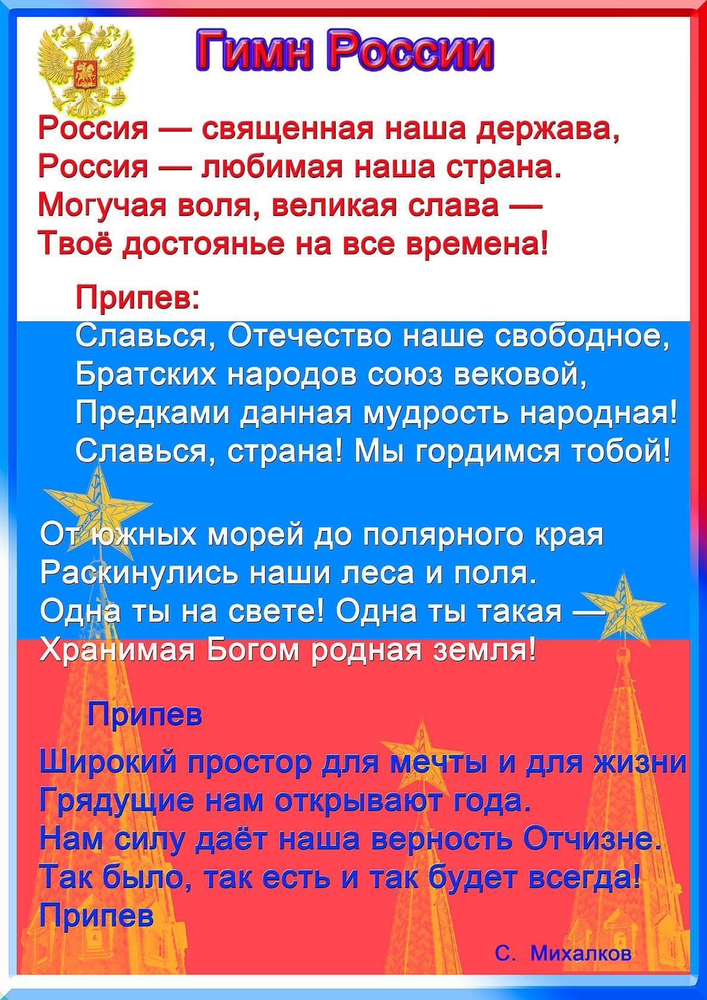 Гимн России
Россия — священная наша держава,
Россия — любимая наша страна.
Могучая воля, великая слава —
Твоё достоянье на все времена!
Припев:
Славься, Отечество наше свободное,
Братских народов союз вековой,
Предками данная мудрость народная!
Славься, страна! Мы гордимся тобой!
От южных морей до полярного края
Раскинулись наши леса и поля.
Одна ты на свете! Одна ты такая —
Хранимая Богом родная земля!
Припев
Широкий простор для мечты и для жизни
Грядущие нам открывают года.
Нам силу даёт наша верность Отчизне.
Так было, так есть и так будет всегда!
Припев
С. Михалков